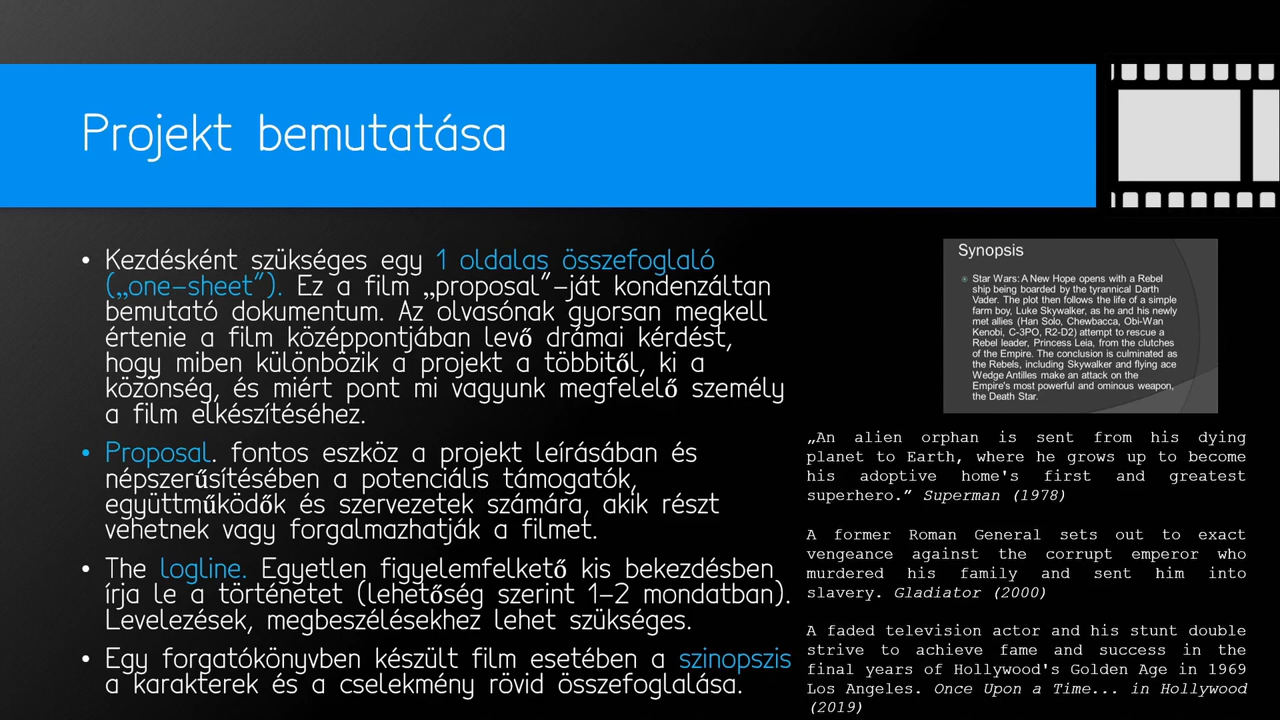 Projekt bemutatása
• Kezdésként szükséges egy 1 oldalas összefoglaló
(„one-sheet”). Ez a film „proposal”-ját kondenzáltan
bemutató dokumentum. Az olvasónak gyorsan megkell
értenie a film középpontjában levő drámai kérdést,
hogy miben különbözik a projekt a többitől, ki a
közönség, és miért pont mi vagyunk megfelelő személy
a film elkészítéséhez.
• Proposal. fontos eszköz a projekt leírásában és
népszerűsítésében a potenciális támogatók,
együttműködők és szervezetek számára, akik részt
vehetnek vagy forgalmazhatják a filmet.
• The logline. Egyetlen figyelemfelkető kis bekezdésben
írja le a történetet (lehetőség szerint 1-2 mondatban).
Levelezések, megbeszélésekhez lehet szükséges.
• Egy forgatókönyvben készült film esetében a szinopszis
a karakterek és a cselekmény rövid összefoglalása.
Synopsis
Star Wars: A New Hope opens with a Rebel
ship being boarded by the tyrannical Darth
Vader. The plot then follows the life of a simple
farm boy, Luke Skywalker, as he and his newly
met allies (Han Solo, Chewbacca, Obi-Wan
Kenobi, C-3PO, R2-D2) attempt to rescue a
Rebel leader, Princess Leia, from the clutches
of the Empire. The conclusion is culminated as
the Rebels, including Skywalker and flying ace
Wedge Antilles make an attack on the
Empire's most powerful and ominous weapon,
the Death Star.
„An alien orphan is sent from his dying
planet to Earth, where he grows up to become
his adoptive home's first and greatest
superhero.” Superman (1978)
A former Roman General sets out to exact
vengeance against the corrupt emperor who
murdered his family and sent him into
slavery. Gladiator (2000)
A faded television actor and his stunt double
strive to achieve fame and success in the
final years of Hollywood's Golden Age in 1969
Los Angeles. Once Upon a Time... in Hollywood
(2019)